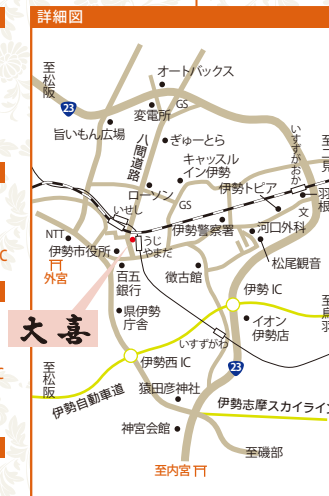 詳細図
至松阪
オートバックス
23
変電所
GS
旨いもん広場
八間道路
ぎゅーとら
キャッスル
イン伊勢
いすずがおか
ローソン
GS
伊勢トピア
文
いせし
伊勢警察署
河口外科
NTT
伊勢市役所
うじ
やまだ
松尾観音
外宮
百五
銀行
徴古館
伊勢 IC
大喜
県伊勢
庁舎
イオン
伊勢店
いすずがわ
至松阪
伊勢西 IC
23
伊勢自動車道
猿田彦神社
伊勢志摩スカイライン
神宮会館
至磯部
至内宮